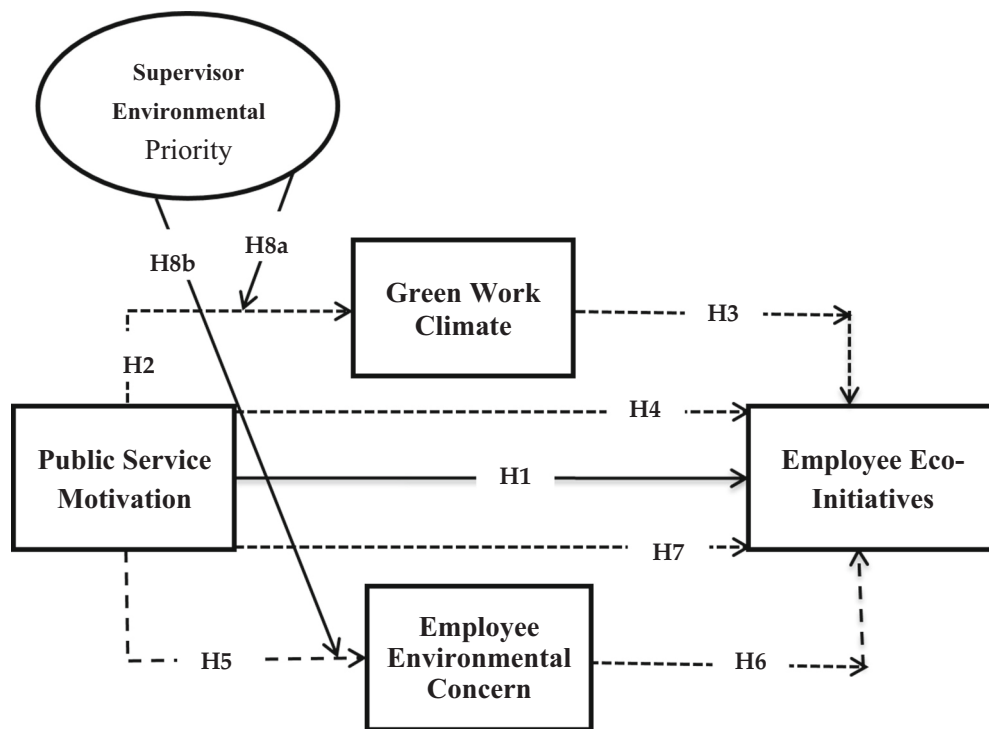 Supervisor
Environmental
Priority
H8a
H8b
Green Work
Climate
H3
H2
H4
Public Service
Motivation
H1
Employee Eco-
Initiatives
H7
H5
Employee
Environmental
Concern
H6